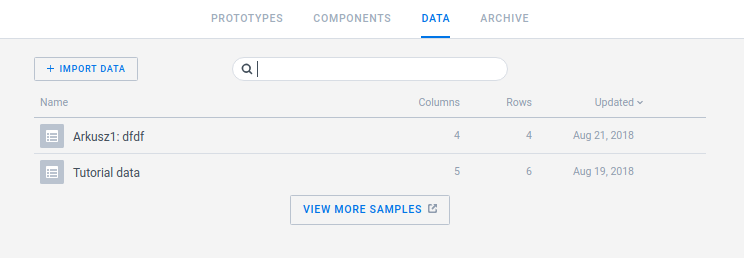 PROTOTYPES COMPONENTS DATA ARCHIVE
+ IMPORT DATA
Name Columns Rows Updated
Arkusz1: dfdf 4 4 Aug 21, 2018
Tutorial data 5 6 Aug 19, 2018
VIEW MORE SAMPLES